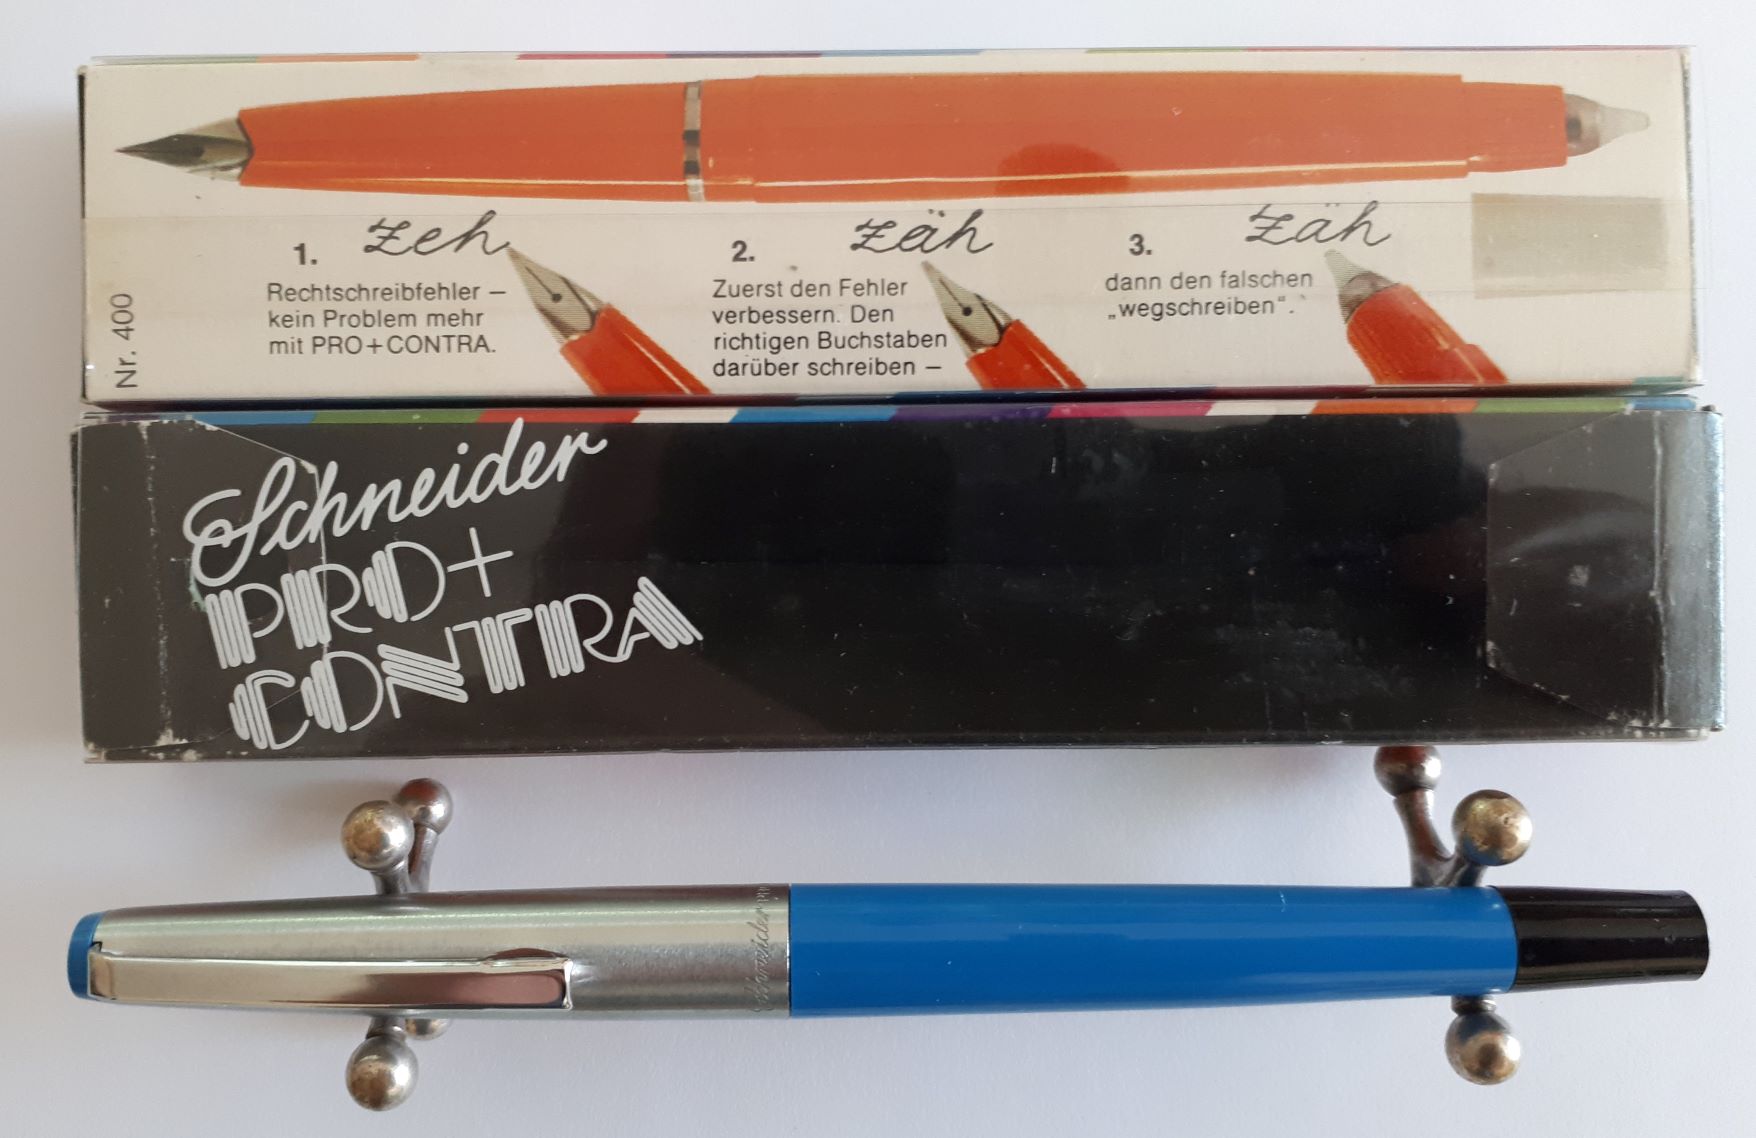 Nr. 400
1.
zeh
Rechtschreibfehler –
kein Problem mehr
mit PRO+CONTRA.
2.
zäh
Zuerst den Fehler
verbessern. Den
richtigen Buchstaben
darüber schreiben –
3.
zäh
dann den falschen
„wegschreiben“.
Schneider
PRO+
CONTRA
Schneider